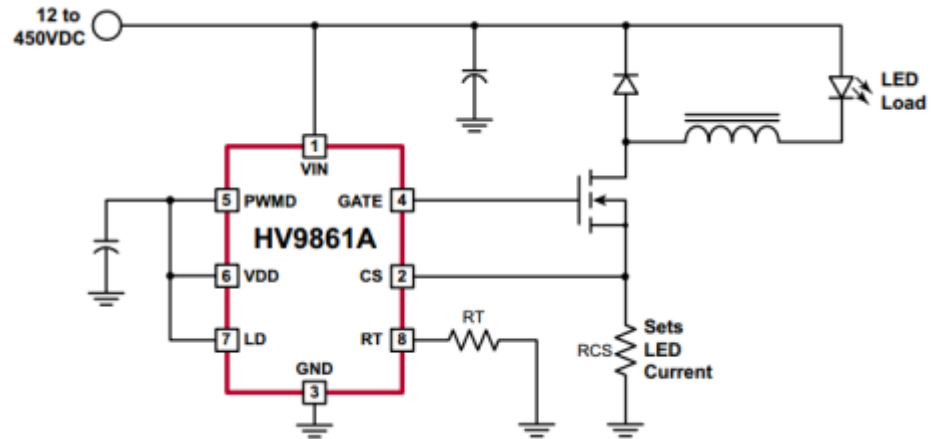 12 to
450VDC
LED
Load
1
VIN
5 PWMD GATE 4
HV9861A
6 VDD CS 2
7 LD RT 8
RT
GND
3
RCS
Sets
LED
Current